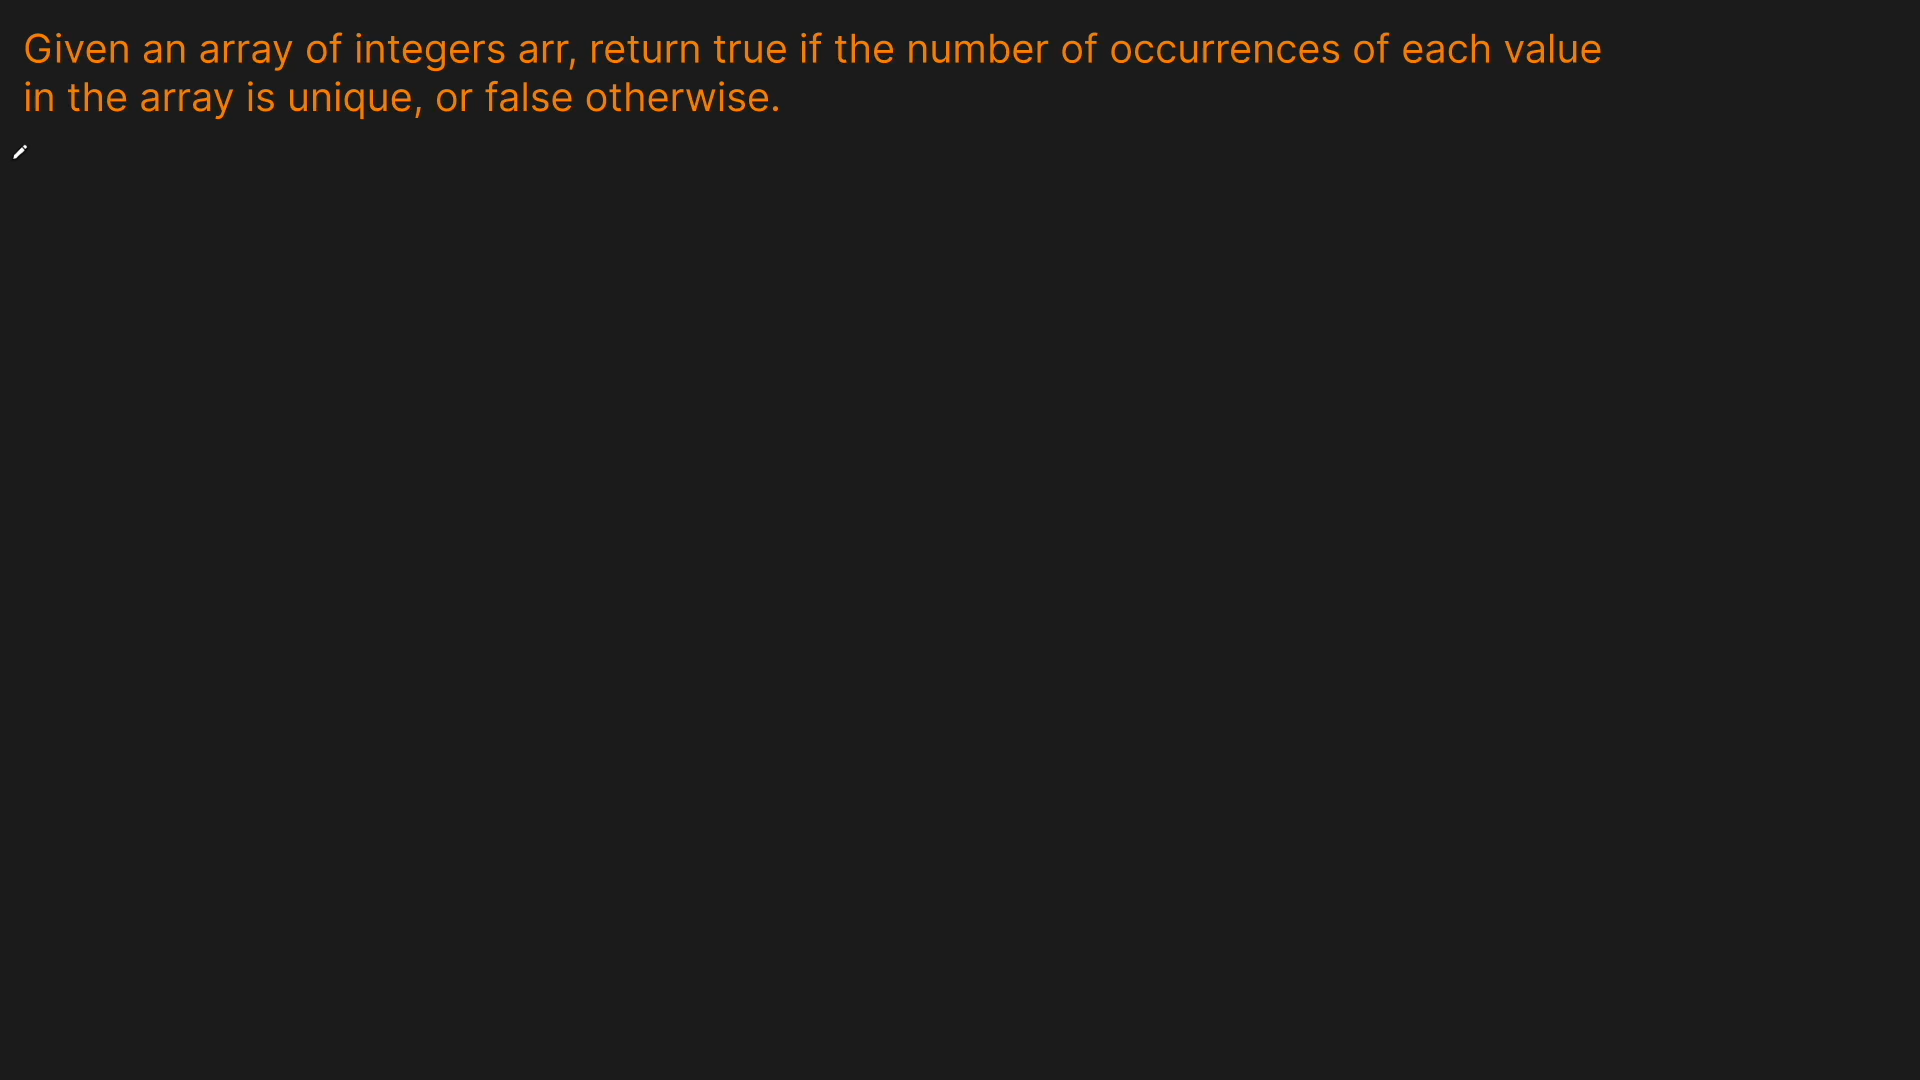 Given an array of integers arr, return true if the number of occurrences of each value
in the array is unique, or false otherwise.